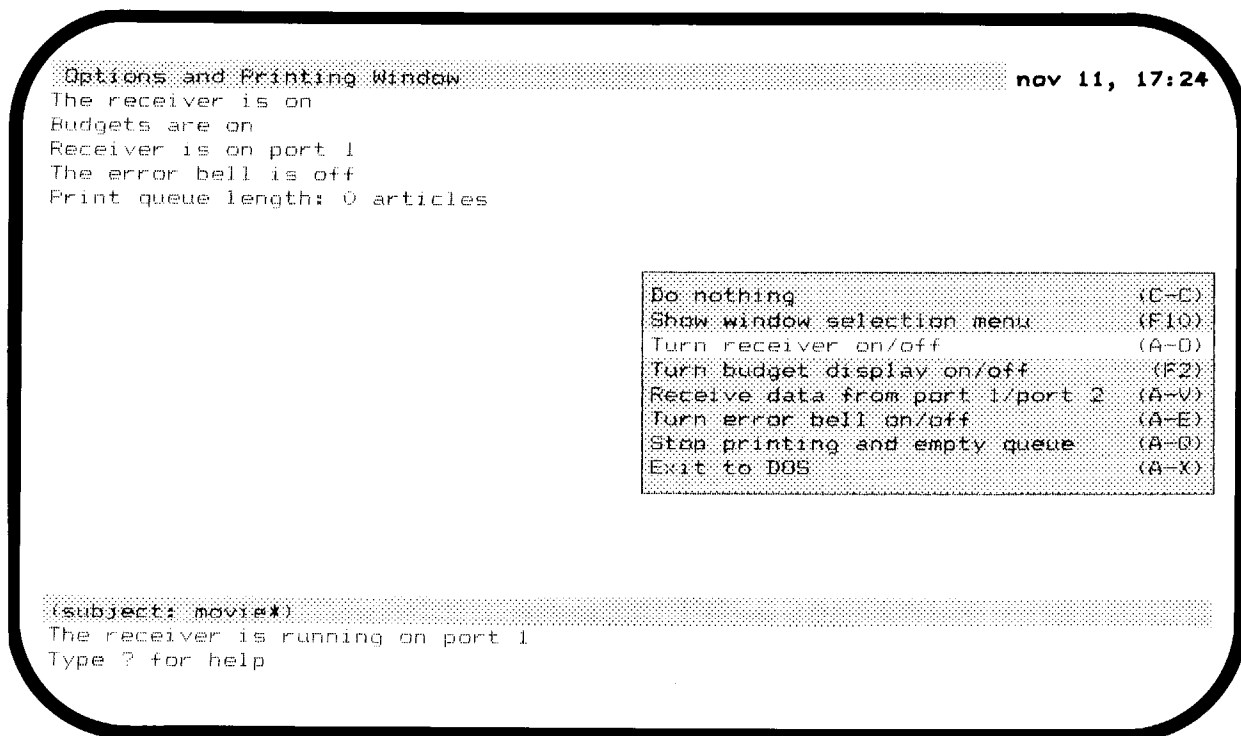 Options and Printing Window nov 11, 17:24
The receiver is on
Budgets are on
Receiver is on port 1
The error bell is off
Print queue length: 0 articles
Do nothing (C-C)
Show window selection menu (F10)
Turn receiver on/off (A-O)
Turn budget display on/off (F2)
Receive data from port 1/port 2 (A-V)
Turn error bell on/off (A-E)
Stop printing and empty queue (A-Q)
Exit to DOS (A-X)
(subject: movie*)
The receiver is running on port 1
Type ? for help